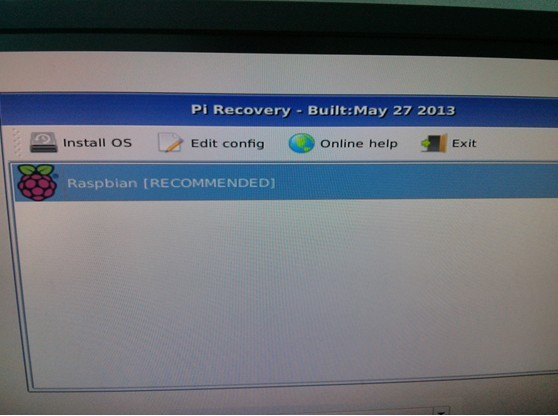 Pi Recovery - Built:May 27 2013
Install OS Edit config Online help Exit
Raspbian [RECOMMENDED]